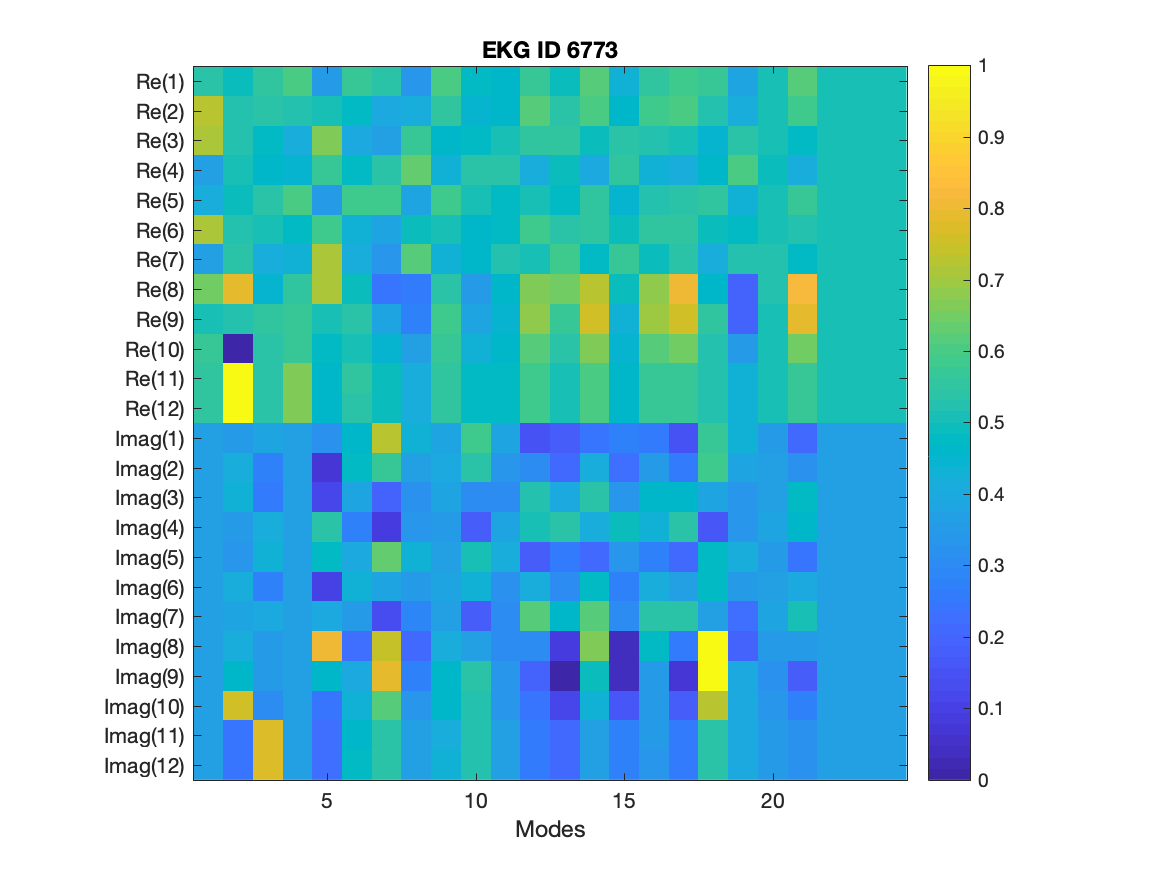 EKG ID 6773
Re(1)
Re(2)
Re(3)
Re(4)
Re(5)
Re(6)
Re(7)
Re(8)
Re(9)
Re(10)
Re(11)
Re(12)
Imag(1)
Imag(2)
Imag(3)
Imag(4)
Imag(5)
Imag(6)
Imag(7)
Imag(8)
Imag(9)
Imag(10)
Imag(11)
Imag(12)
5 10 15 20
Modes
1
0.9
0.8
0.7
0.6
0.5
0.4
0.3
0.2
0.1
0